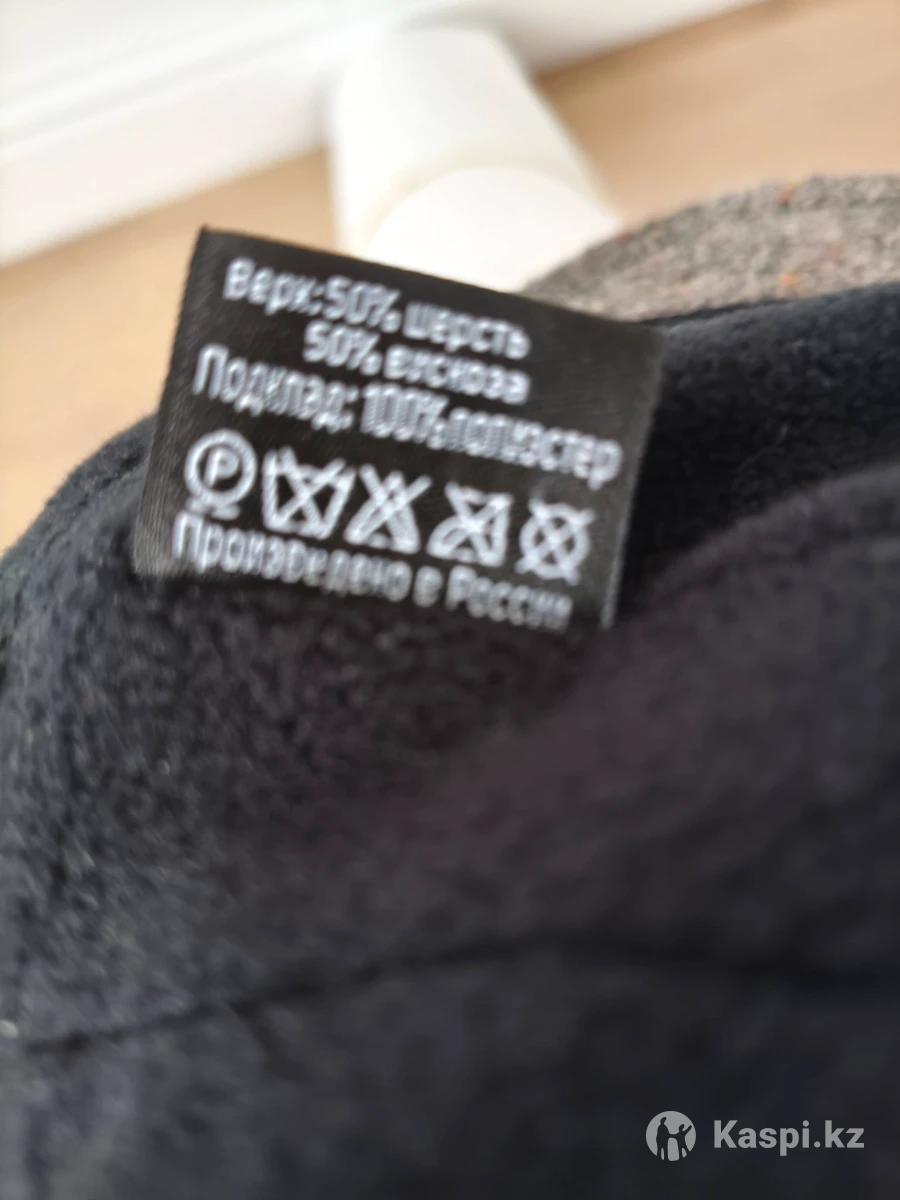 Верх: 50% шерсть
50% вискоза
Подклад: 100% полиэстер
P
Произведено в России
Kaspi.kz